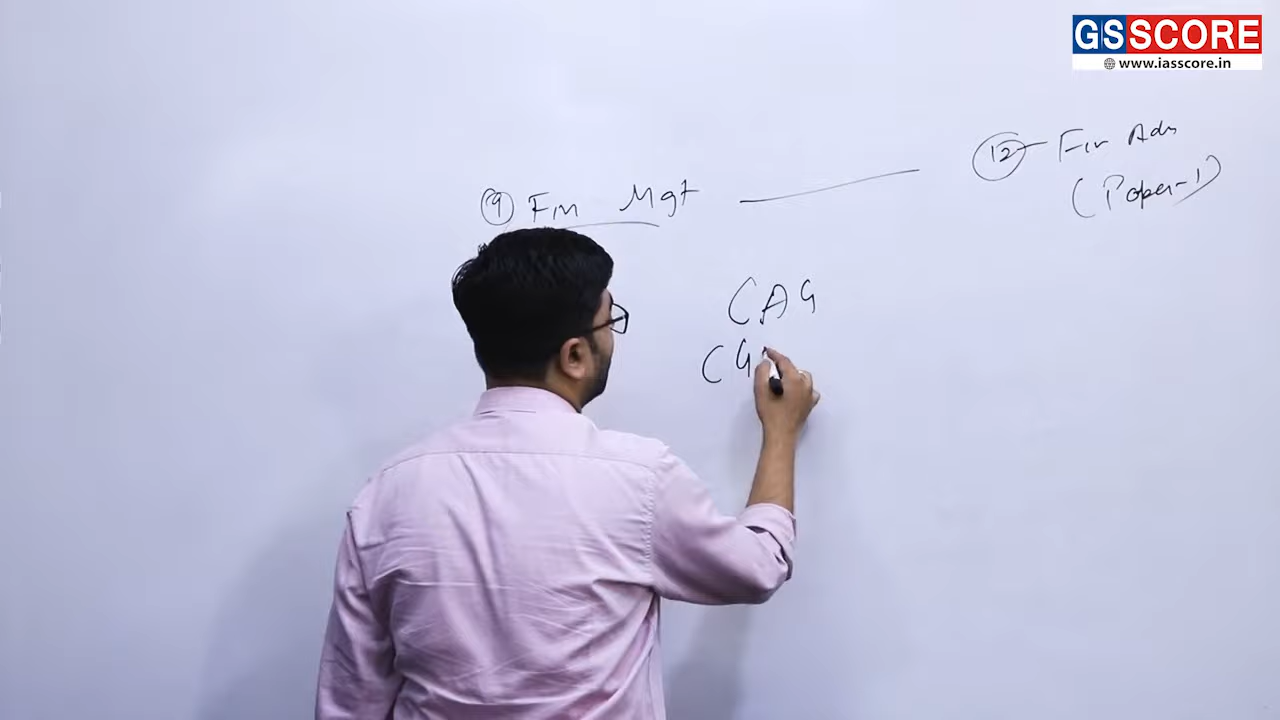 GSSCORE
www.iasscore.in
9 Fin Mgt
12 - Fin Adm
(Paper-1)
CAG
CG